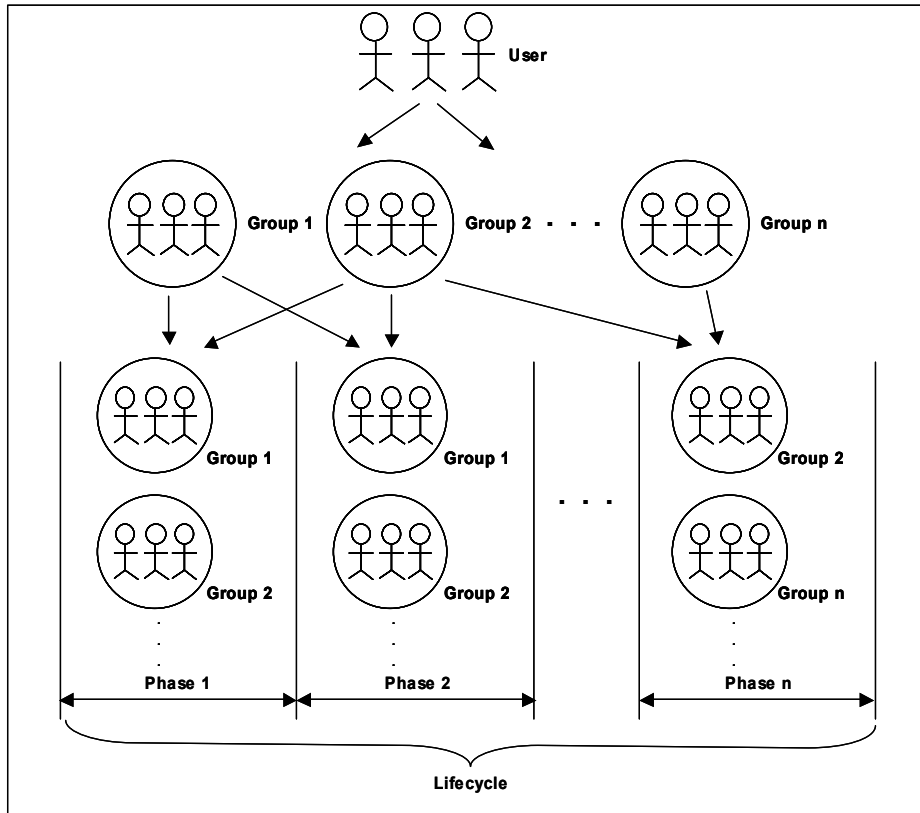 User
Group 1
Group 2
. . .
Group n
Group 1
Group 1
Group 2
. . .
Group 2
Group 2
Group n
Phase 1
Phase 2
Phase n
Lifecycle